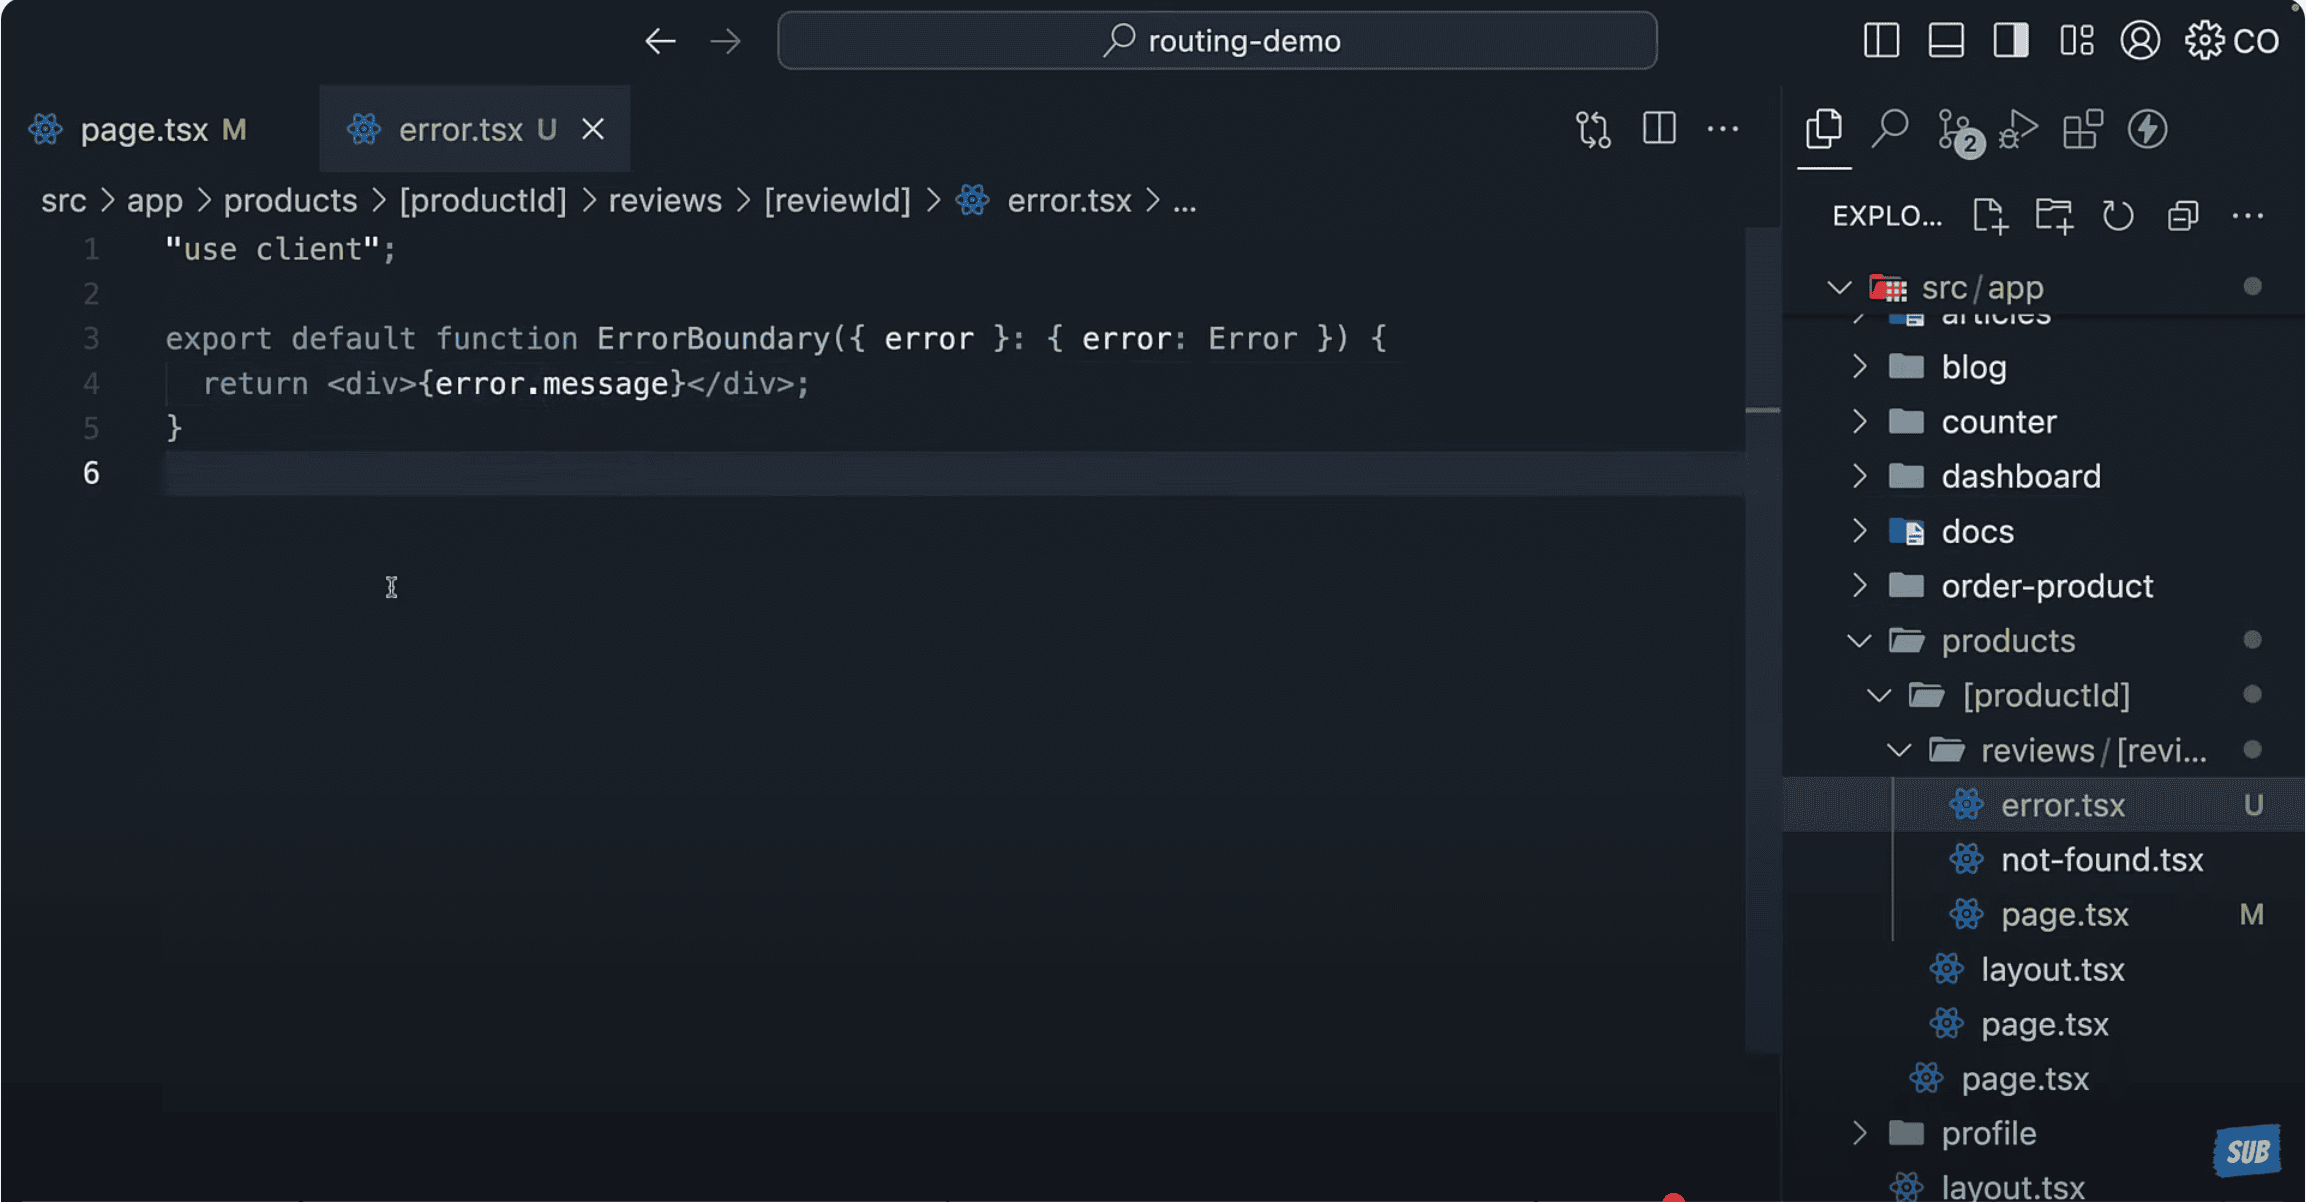 routing-demo
CO
page.tsx M
error.tsx U
2
src > app > products > [productId] > reviews > [reviewId] > error.tsx > ...
EXPLO...
1 "use client";
2
3 export default function ErrorBoundary({ error }: { error: Error }) {
4 return <div>{error.message}</div>;
5 }
6
src/app
articles
blog
counter
dashboard
docs
order-product
products
[productId]
reviews/[revi...
error.tsx U
not-found.tsx
page.tsx M
layout.tsx
page.tsx
page.tsx
profile
layout.tsx
SUB